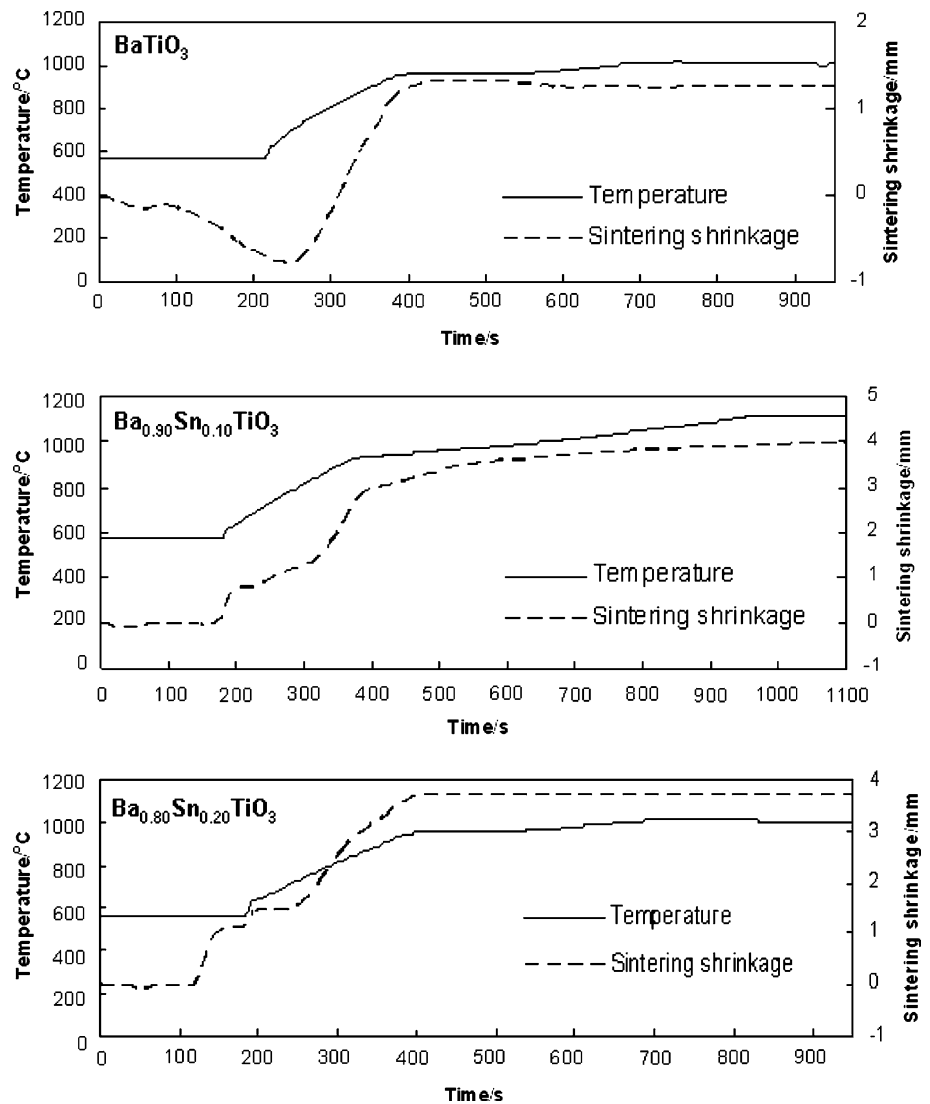 BaTiO3
Temperature/°C
1200
1000
800
600
400
200
0
2
1
0
-1
Sintering shrinkage/mm
Temperature
Sintering shrinkage
0 100 200 300 400 500 600 700 800 900
Time/s
Ba0.90Sn0.10TiO3
Temperature/°C
1200
1000
800
600
400
200
0
5
4
3
2
1
0
-1
Sintering shrinkage/mm
Temperature
Sintering shrinkage
0 100 200 300 400 500 600 700 800 900 1000 1100
Time/s
Ba0.80Sn0.20TiO3
Temperature/°C
1200
1000
800
600
400
200
0
4
3
2
1
0
-1
Sintering shrinkage/mm
Temperature
Sintering shrinkage
0 100 200 300 400 500 600 700 800 900
Time/s